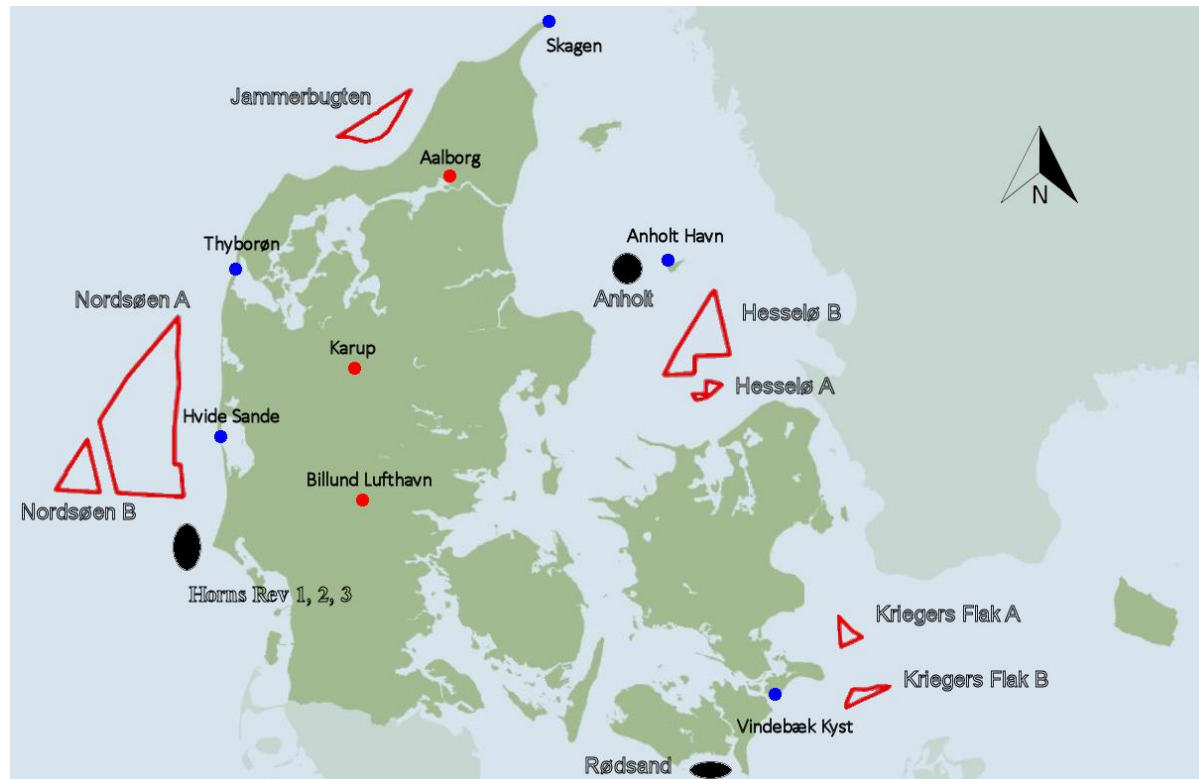 Skagen
Jammerbugten
Aalborg
N
Thyborøn
Anholt Havn
Nordsøen A
Anholt
Hesselø B
Karup
Hesselø A
Hvide Sande
Billund Lufthavn
Nordsøen B
Horns Rev 1, 2, 3
Kriegers Flak A
Kriegers Flak B
Vindebæk Kyst
Rødsand